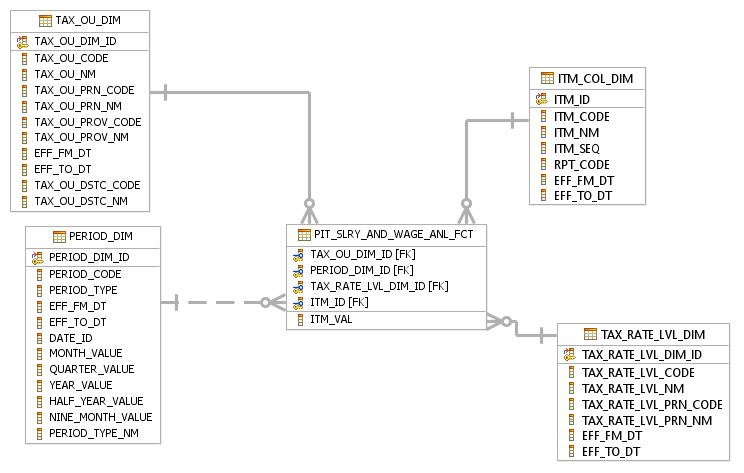 TAX_OU_DIM
TAX_OU_DIM_ID
TAX_OU_CODE
TAX_OU_NM
TAX_OU_PRN_CODE
TAX_OU_PRN_NM
TAX_OU_PROV_CODE
TAX_OU_PROV_NM
EFF_FM_DT
EFF_TO_DT
TAX_OU_DSTC_CODE
TAX_OU_DSTC_NM
ITM_COL_DIM
ITM_ID
ITM_CODE
ITM_NM
ITM_SEQ
RPT_CODE
EFF_FM_DT
EFF_TO_DT
PERIOD_DIM
PERIOD_DIM_ID
PERIOD_CODE
PERIOD_TYPE
EFF_FM_DT
EFF_TO_DT
DATE_ID
MONTH_VALUE
QUARTER_VALUE
YEAR_VALUE
HALF_YEAR_VALUE
NINE_MONTH_VALUE
PERIOD_TYPE_NM
PIT_SLRY_AND_WAGE_ANL_FCT
TAX_OU_DIM_ID [FK]
PERIOD_DIM_ID [FK]
TAX_RATE_LVL_DIM_ID [FK]
ITM_ID [FK]
ITM_VAL
TAX_RATE_LVL_DIM
TAX_RATE_LVL_DIM_ID
TAX_RATE_LVL_CODE
TAX_RATE_LVL_NM
TAX_RATE_LVL_PRN_CODE
TAX_RATE_LVL_PRN_NM
EFF_FM_DT
EFF_TO_DT